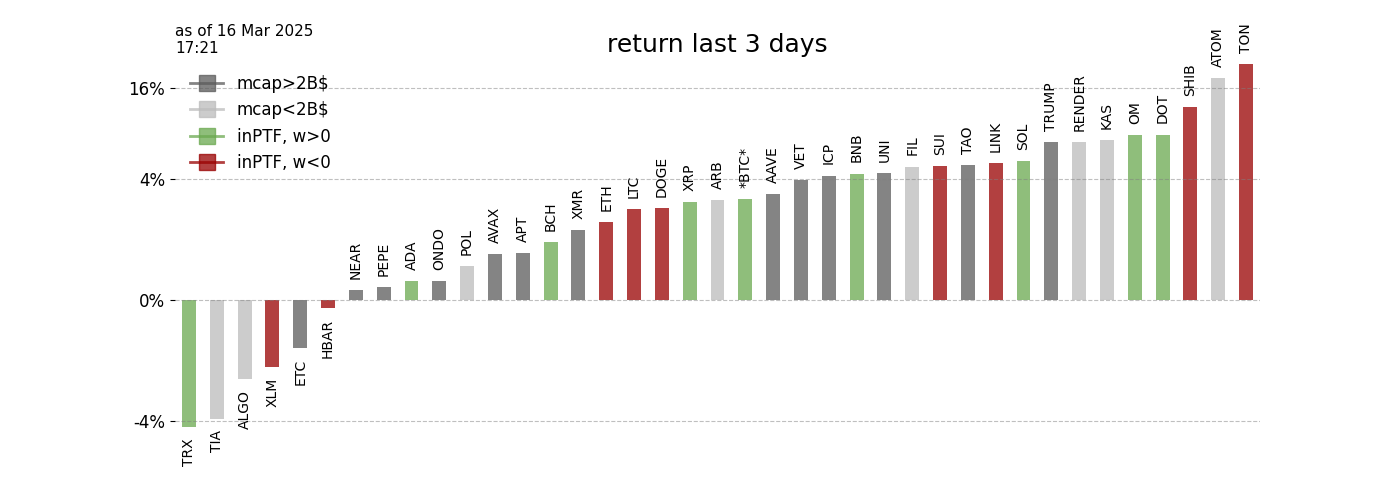 as of 16 Mar 2025
17:21
return last 3 days
mcap>2B$
mcap<2B$
inPTF, w>0
inPTF, w<0
16%
4%
0%
-4%
TRX
TIA
ALGO
XLM
ETC
HBAR
NEAR
PEPE
ADA
ONDO
POL
AVAX
APT
BCH
XMR
ETH
LTC
DOGE
XRP
ARB
*BTC*
AAVE
VET
ICP
BNB
UNI
FIL
SUI
TAO
LINK
SOL
TRUMP
RENDER
KAS
OM
DOT
SHIB
ATOM
TON